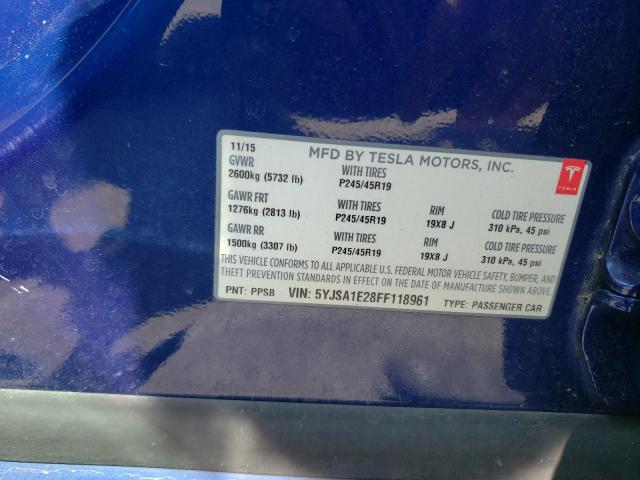 11/15 MFD BY TESLA MOTORS, INC.
GVWR WITH TIRES
2600kg (5732 lb) P245/45R19
TESLA
GAWR FRT WITH TIRES RIM COLD TIRE PRESSURE
1276kg (2813 lb) P245/45R19 19X8 J 310 kPa, 45 psi
GAWR RR WITH TIRES RIM COLD TIRE PRESSURE
1500kg (3307 lb) P245/45R19 19X8 J 310 kPa, 45 psi
THIS VEHICLE CONFORMS TO ALL APPLICABLE U.S. FEDERAL MOTOR VEHICLE SAFETY, BUMPER, AND
THEFT PREVENTION STANDARDS IN EFFECT ON THE DATE OF MANUFACTURE SHOWN ABOVE.
PNT: PPSB VIN: 5YJSA1E28FF118961 TYPE: PASSENGER CAR